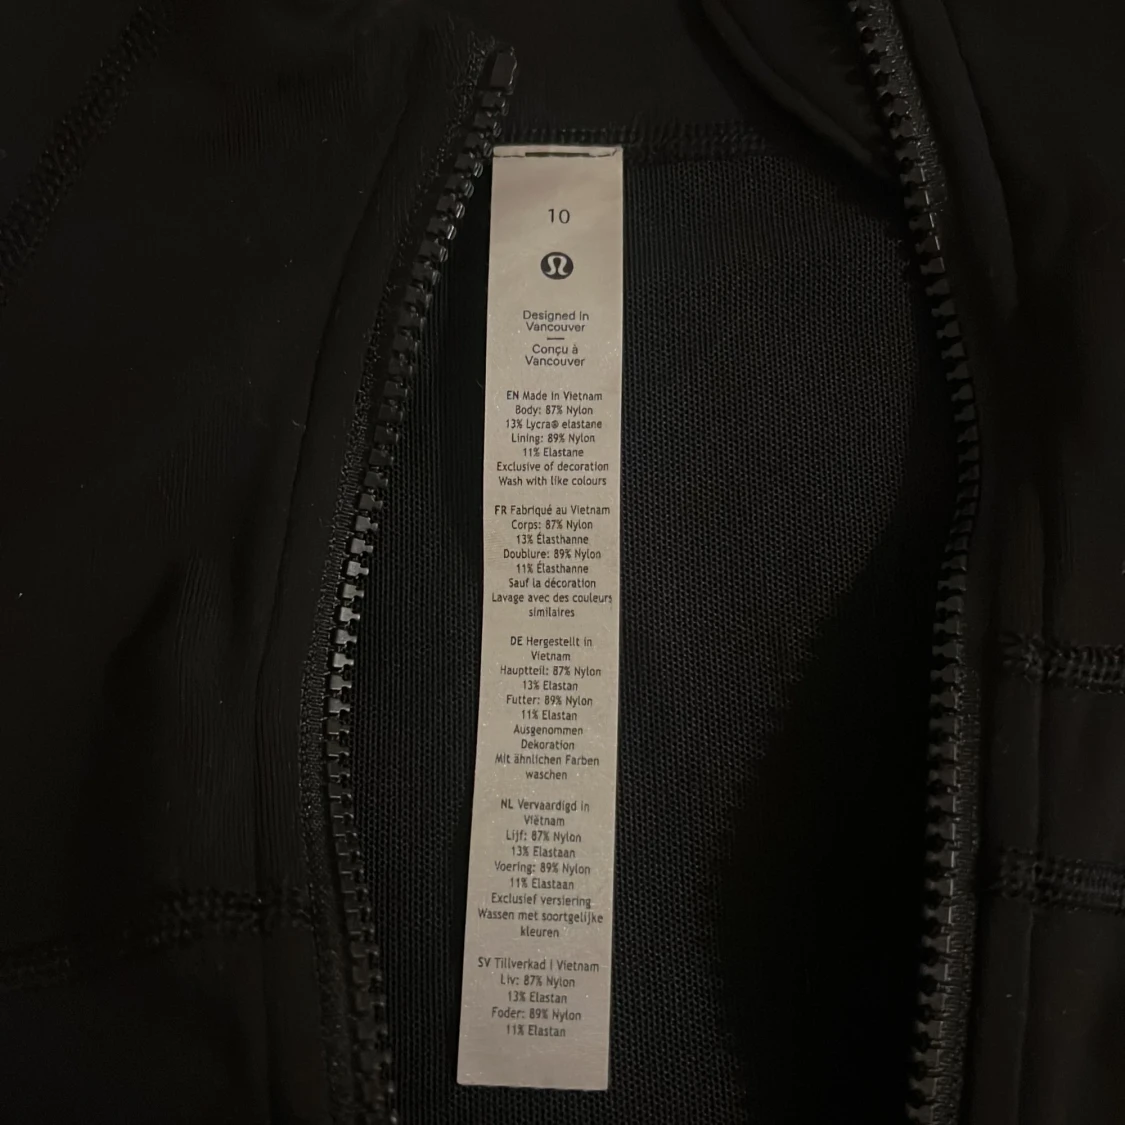 10
Designed in
Vancouver
Conçu à
Vancouver
EN Made in Vietnam
Body: 87% Nylon
13% Lycra® elastane
Lining: 89% Nylon
11% Elastane
Exclusive of decoration
Wash with like colours
FR Fabriqué au Vietnam
Corps: 87% Nylon
13% Élasthanne
Doublure: 89% Nylon
11% Élasthanne
Sauf la décoration
Lavage avec des couleurs
similaires
DE Hergestellt in
Vietnam
Hauptteil: 87% Nylon
13% Elastan
Futter: 89% Nylon
11% Elastan
Ausgenommen
Dekoration
Mit ähnlichen Farben
waschen
NL Vervaardigd in
Viëtnam
Lijf: 87% Nylon
13% Elastaan
Voering: 89% Nylon
11% Elastaan
Exclusief versiering
Wassen met soortgelijke
kleuren
SV Tillverkad i Vietnam
Liv: 87% Nylon
13% Elastan
Foder: 89% Nylon
11% Elastan